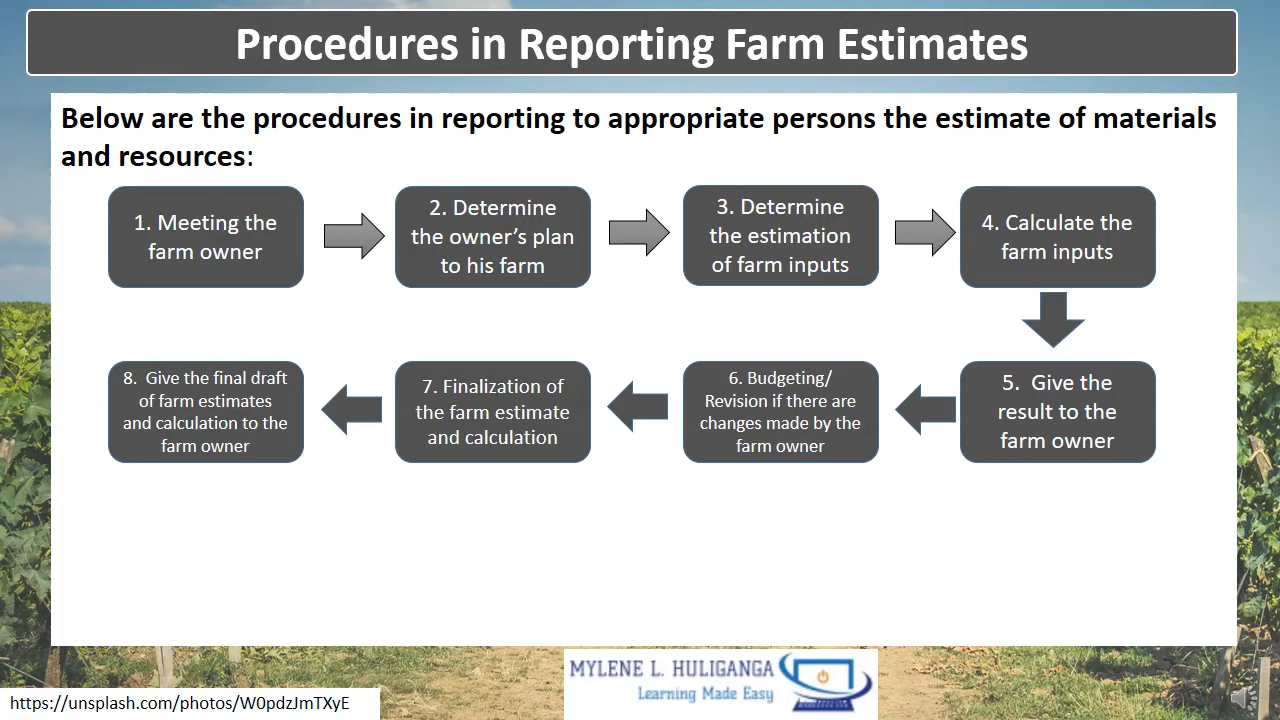 Procedures in Reporting Farm Estimates
Below are the procedures in reporting to appropriate persons the estimate of materials
and resources:
1. Meeting the
farm owner
2. Determine
the owner's plan
to his farm
3. Determine
the estimation
of farm inputs
4. Calculate the
farm inputs
5. Give the
result to the
farm owner
6. Budgeting/
Revision if there are
changes made by the
farm owner
7. Finalization of
the farm estimate
and calculation
8. Give the final draft
of farm estimates
and calculation to the
farm owner
MYLENE L. HULIGANGA
Learning Made Easy
https://unsplash.com/photos/W0pdzJmTXyE